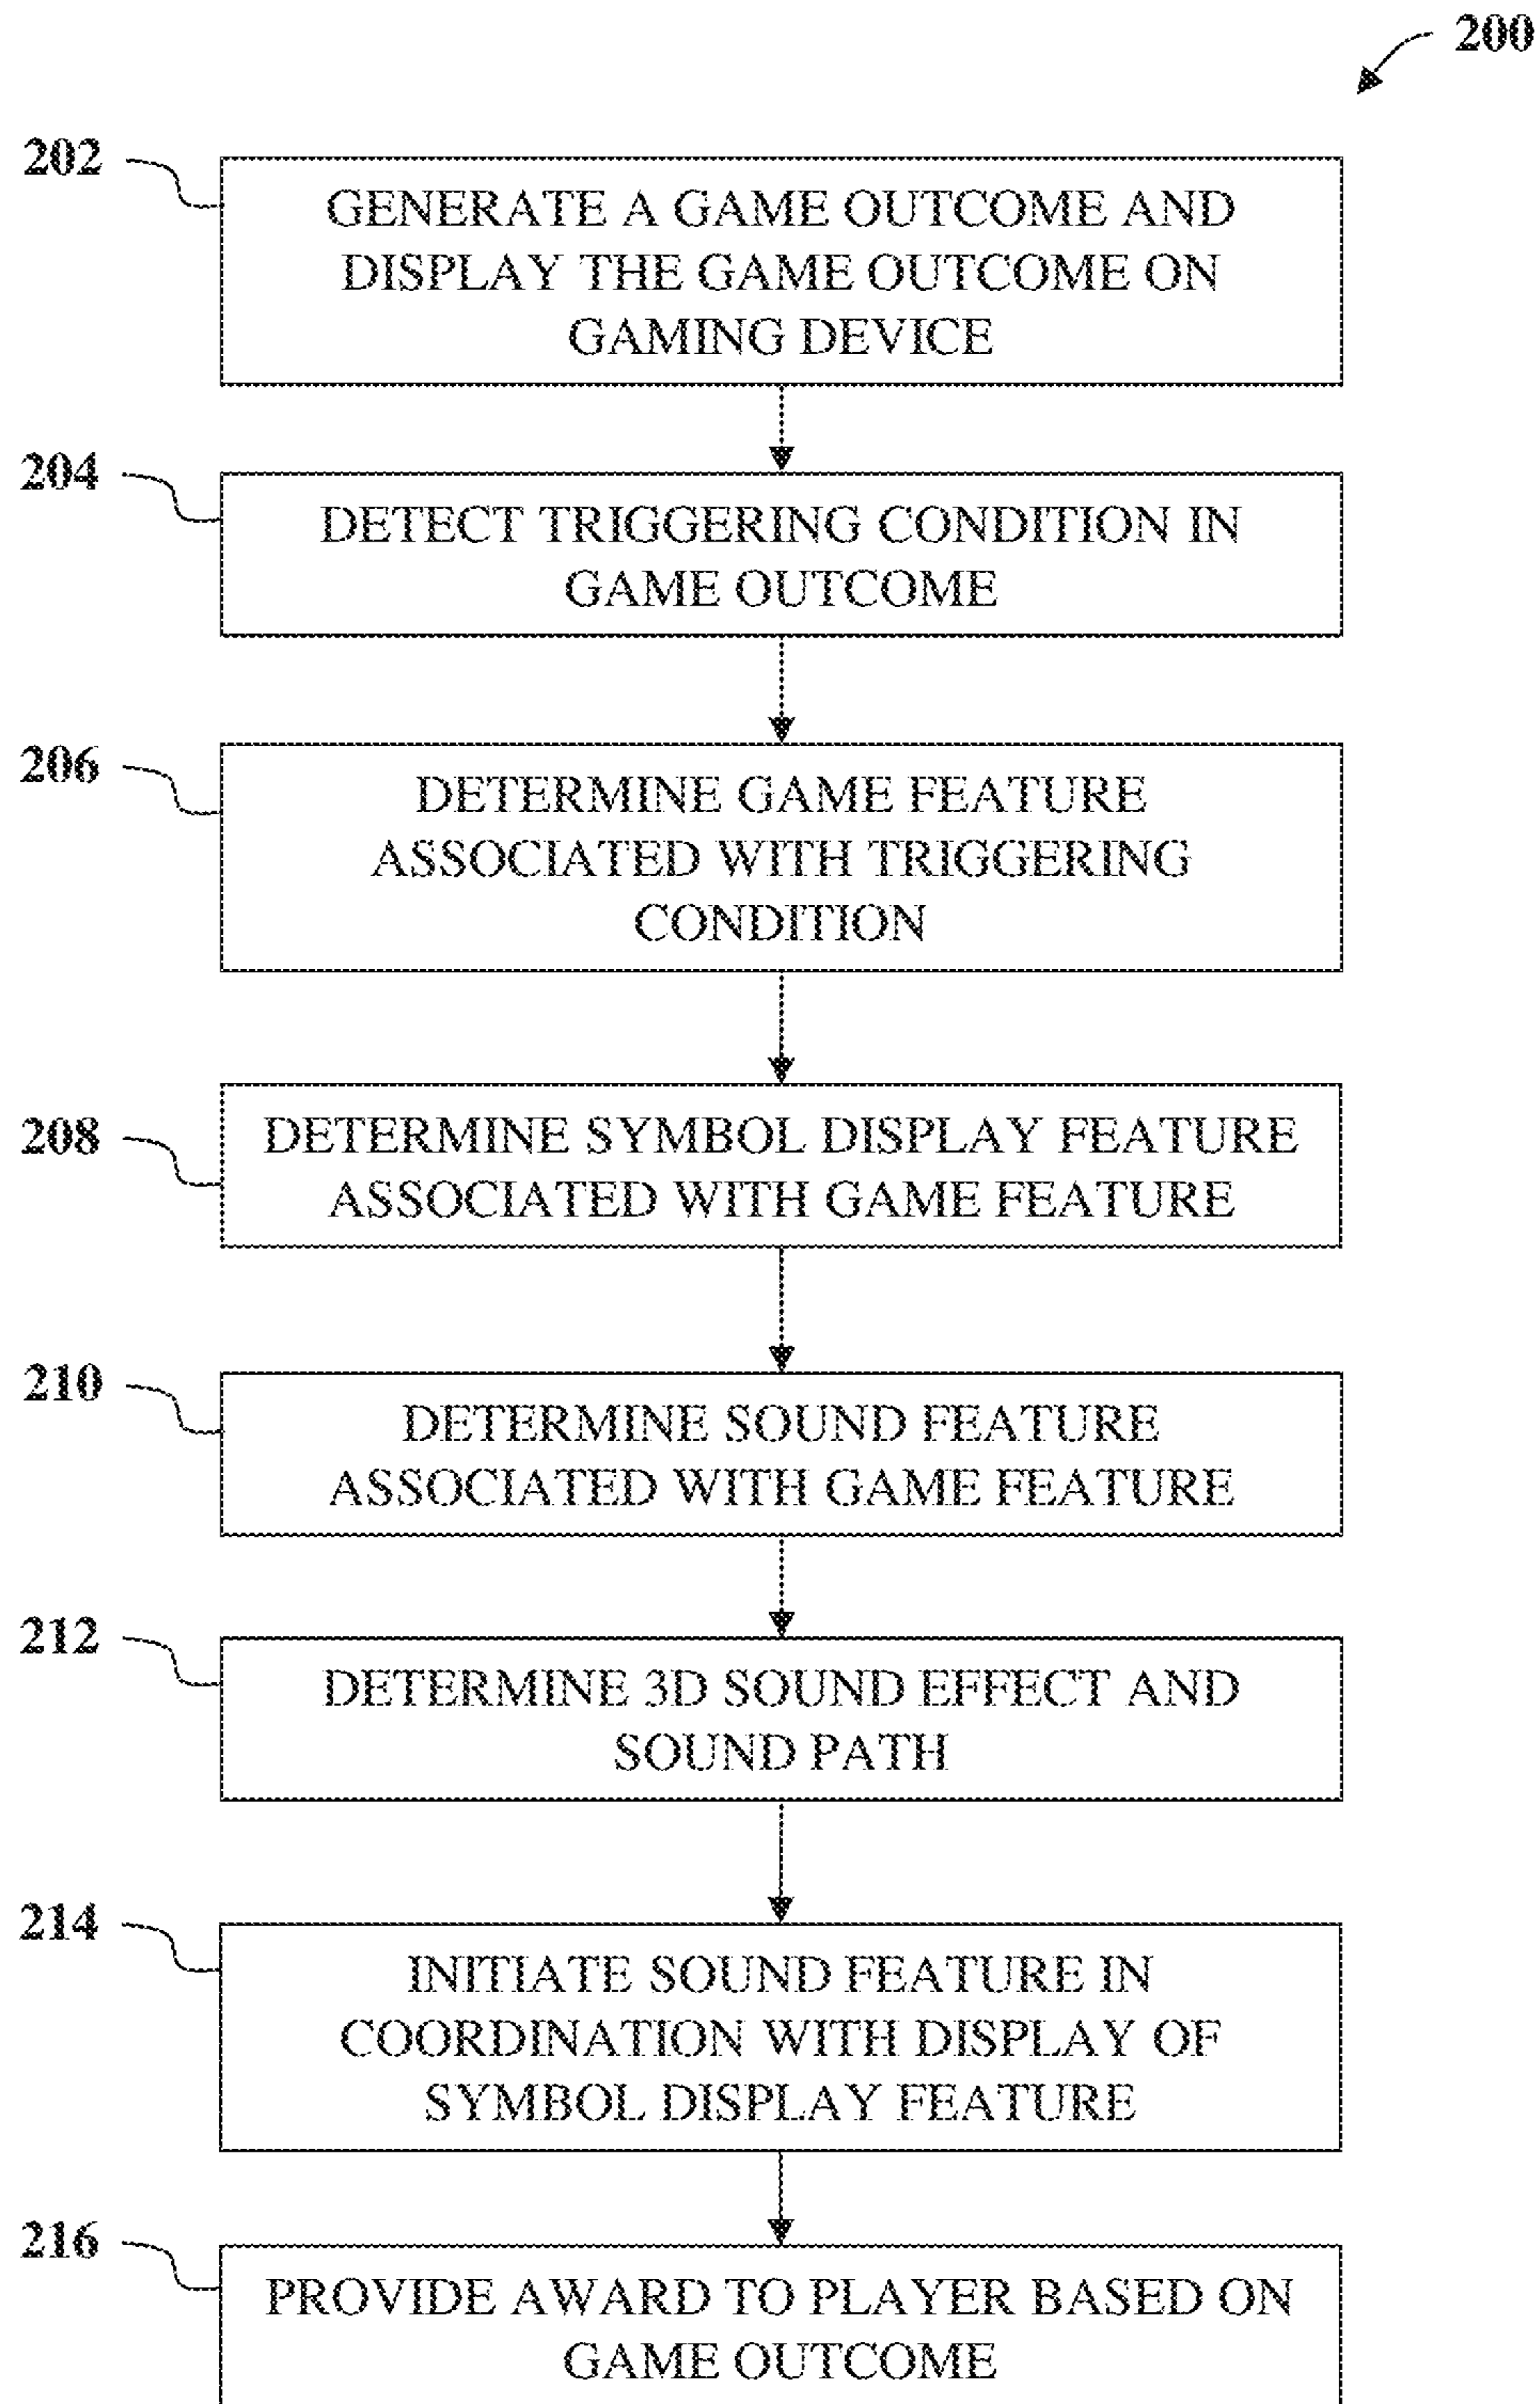 200
202
GENERATE A GAME OUTCOME AND
DISPLAY THE GAME OUTCOME ON
GAMING DEVICE
204
DETECT TRIGGERING CONDITION IN
GAME OUTCOME
206
DETERMINE GAME FEATURE
ASSOCIATED WITH TRIGGERING
CONDITION
208
DETERMINE SYMBOL DISPLAY FEATURE
ASSOCIATED WITH GAME FEATURE
210
DETERMINE SOUND FEATURE
ASSOCIATED WITH GAME FEATURE
212
DETERMINE 3D SOUND EFFECT AND
SOUND PATH
214
INITIATE SOUND FEATURE IN
COORDINATION WITH DISPLAY OF
SYMBOL DISPLAY FEATURE
216
PROVIDE AWARD TO PLAYER BASED ON
GAME OUTCOME